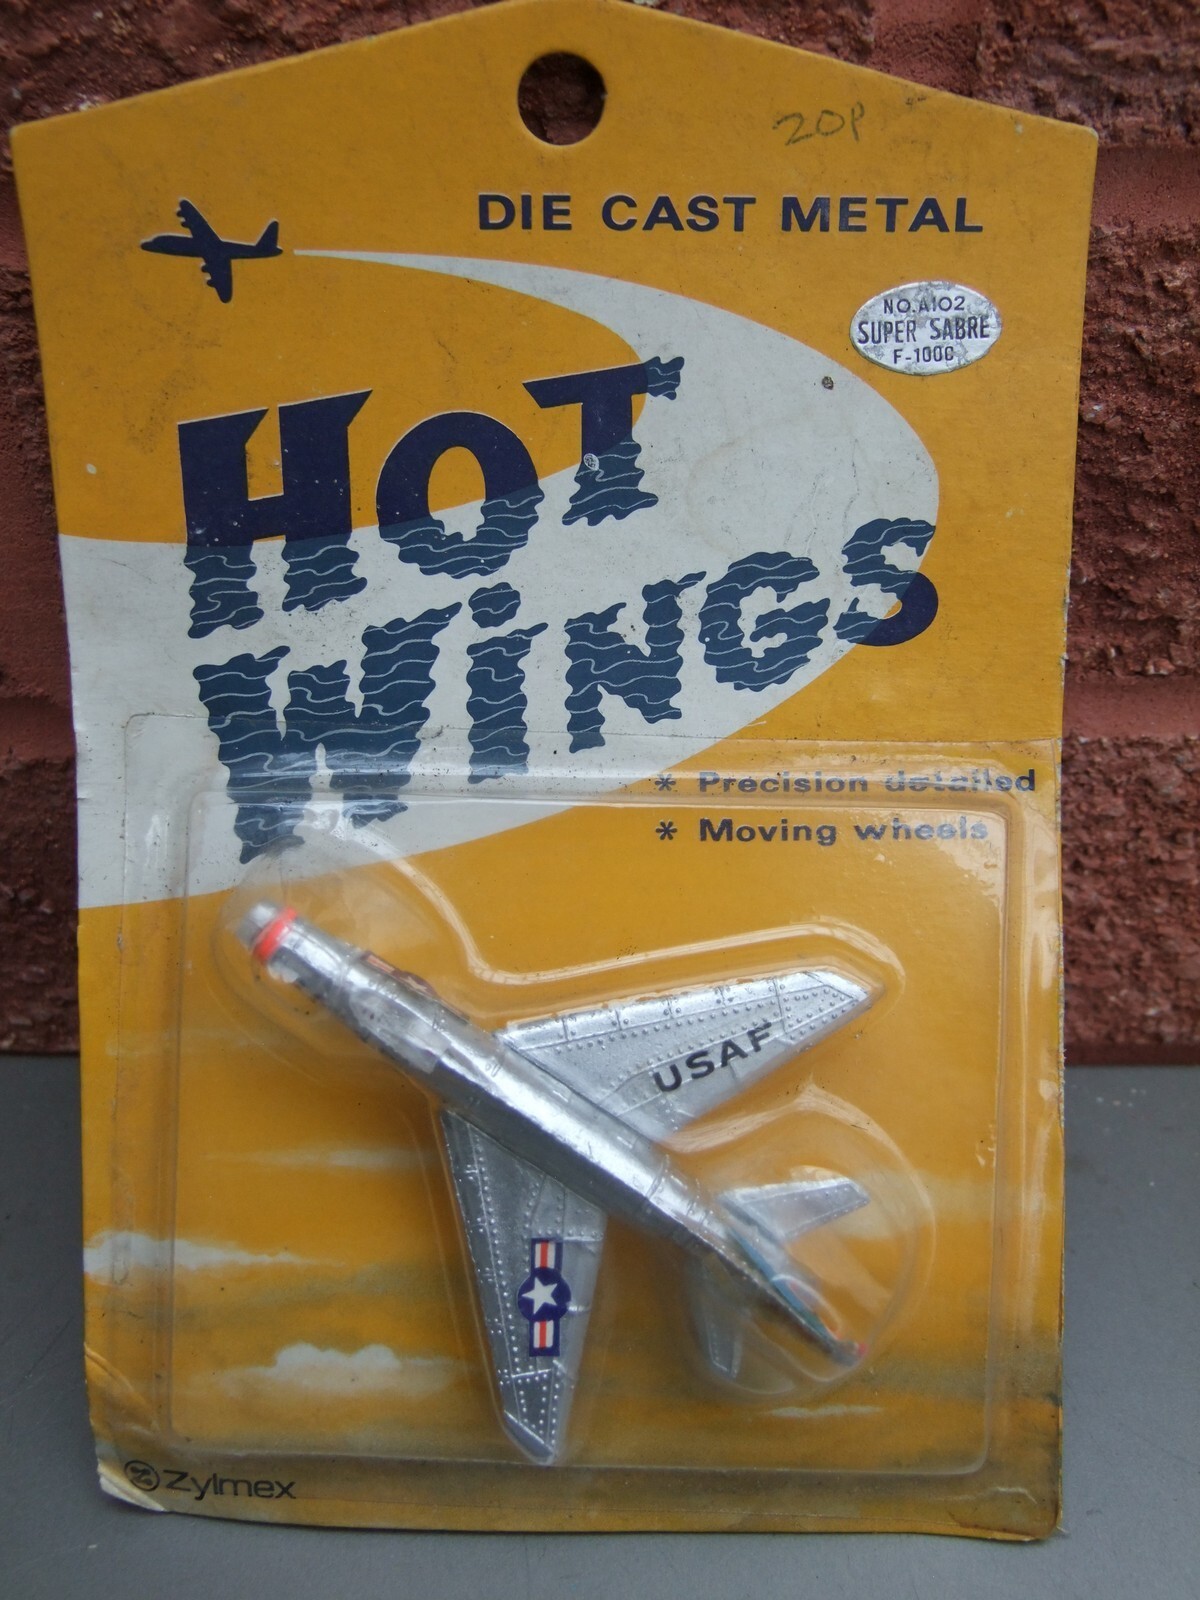 20P
DIE CAST METAL
NO.A102
SUPER SABRE
F-100C
HOT
WiNGS
* Precision detailed
* Moving wheels
USAF
Zylmex